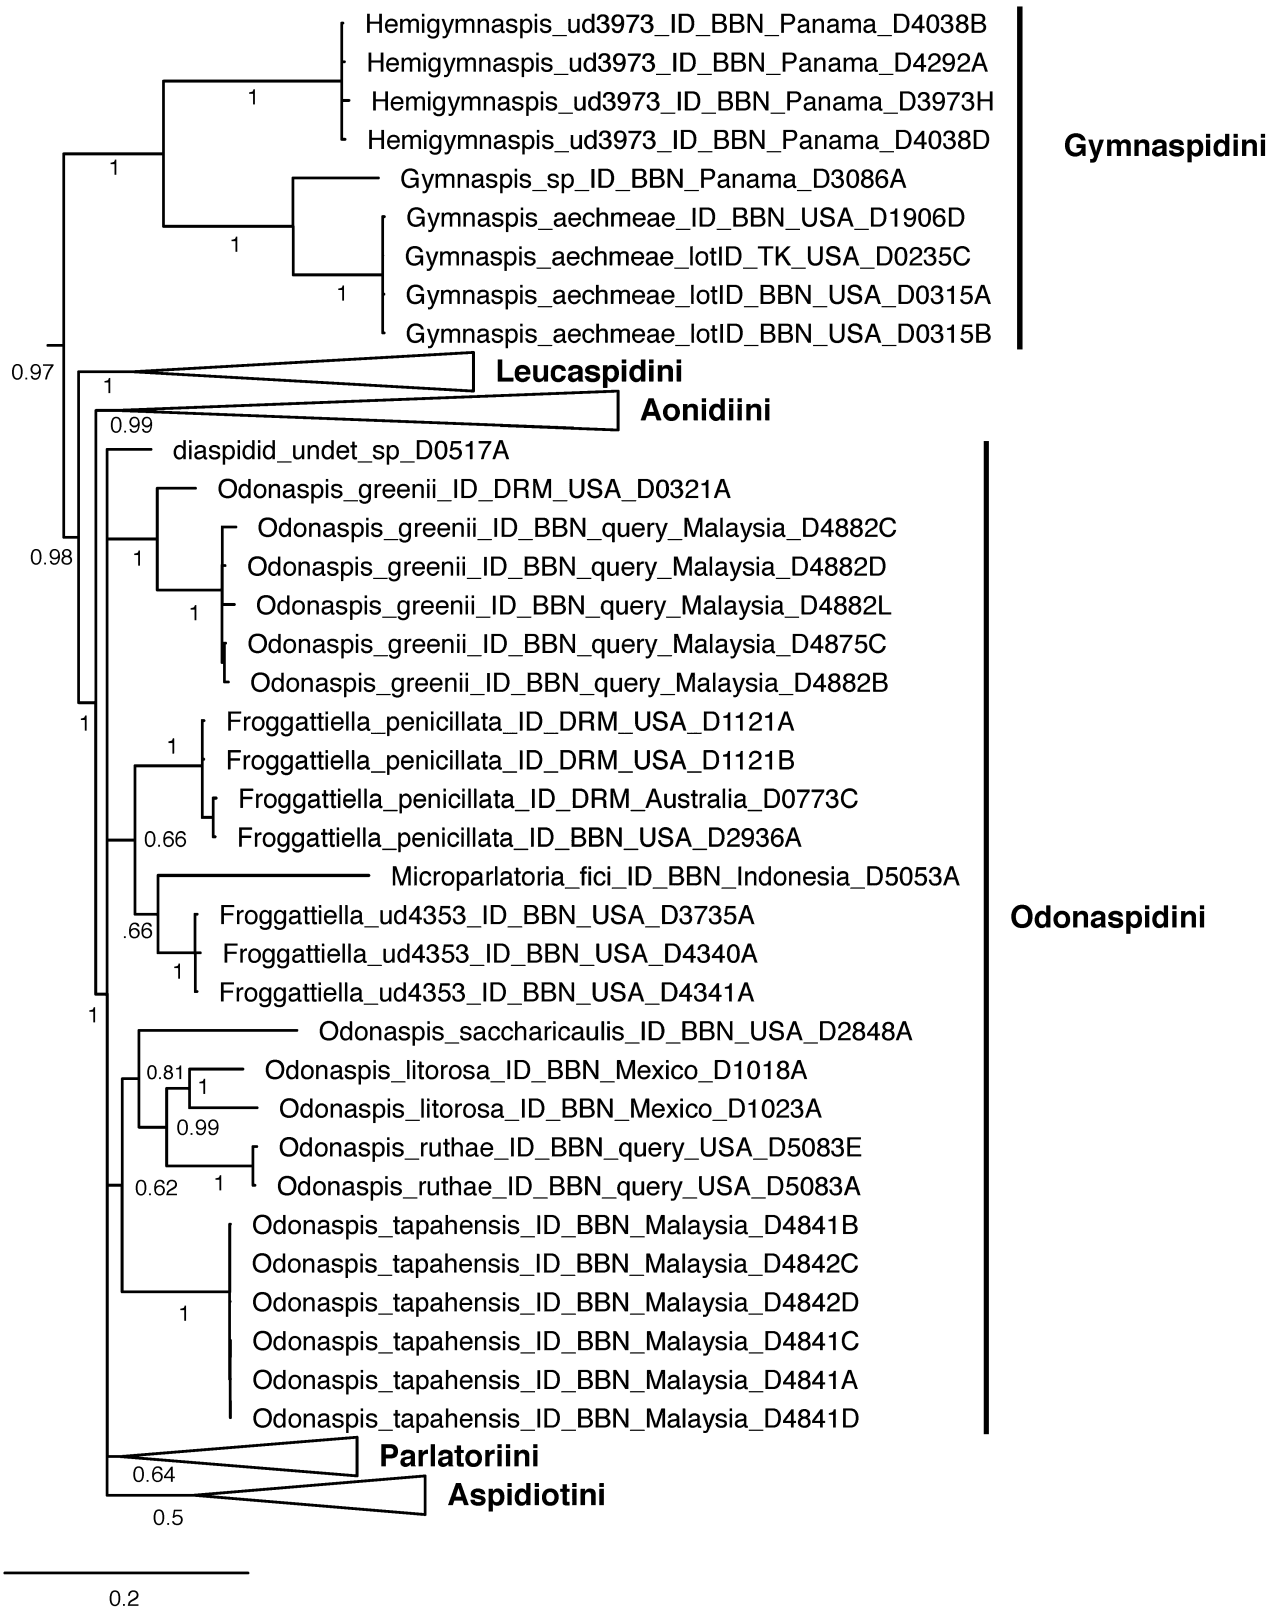 Hemigymnaspis_ud3973_ID_BBN_Panama_D4038B
Hemigymnaspis_ud3973_ID_BBN_Panama_D4292A
1
Hemigymnaspis_ud3973_ID_BBN_Panama_D3973H
Hemigymnaspis_ud3973_ID_BBN_Panama_D4038D
Gymnaspidini
1
Gymnaspis_sp_ID_BBN_Panama_D3086A
Gymnaspis_aechmeae_ID_BBN_USA_D1906D
1
Gymnaspis_aechmeae_lotID_TK_USA_D0235C
1
Gymnaspis_aechmeae_lotID_BBN_USA_D0315A
Gymnaspis_aechmeae_lotID_BBN_USA_D0315B
0.97
Leucaspidini
1
Aonidiini
0.99
diaspidid_undet_sp_D0517A
Odonaspis_greenii_ID_DRM_USA_D0321A
Odonaspis_greenii_ID_BBN_query_Malaysia_D4882C
0.98
1
Odonaspis_greenii_ID_BBN_query_Malaysia_D4882D
1
Odonaspis_greenii_ID_BBN_query_Malaysia_D4882L
Odonaspis_greenii_ID_BBN_query_Malaysia_D4875C
Odonaspis_greenii_ID_BBN_query_Malaysia_D4882B
1
Froggattiella_penicillata_ID_DRM_USA_D1121A
1
Froggattiella_penicillata_ID_DRM_USA_D1121B
Froggattiella_penicillata_ID_DRM_Australia_D0773C
0.66
Froggattiella_penicillata_ID_BBN_USA_D2936A
Microparlatoria_fici_ID_BBN_Indonesia_D5053A
Froggattiella_ud4353_ID_BBN_USA_D3735A
Odonaspidini
.66
Froggattiella_ud4353_ID_BBN_USA_D4340A
1
Froggattiella_ud4353_ID_BBN_USA_D4341A
1
Odonaspis_saccharicaulis_ID_BBN_USA_D2848A
0.81
Odonaspis_litorosa_ID_BBN_Mexico_D1018A
1
Odonaspis_litorosa_ID_BBN_Mexico_D1023A
0.99
Odonaspis_ruthae_ID_BBN_query_USA_D5083E
0.62
1
Odonaspis_ruthae_ID_BBN_query_USA_D5083A
Odonaspis_tapahensis_ID_BBN_Malaysia_D4841B
Odonaspis_tapahensis_ID_BBN_Malaysia_D4842C
1
Odonaspis_tapahensis_ID_BBN_Malaysia_D4842D
Odonaspis_tapahensis_ID_BBN_Malaysia_D4841C
Odonaspis_tapahensis_ID_BBN_Malaysia_D4841A
Odonaspis_tapahensis_ID_BBN_Malaysia_D4841D
Parlatoriini
0.64
Aspidiotini
0.5
0.2